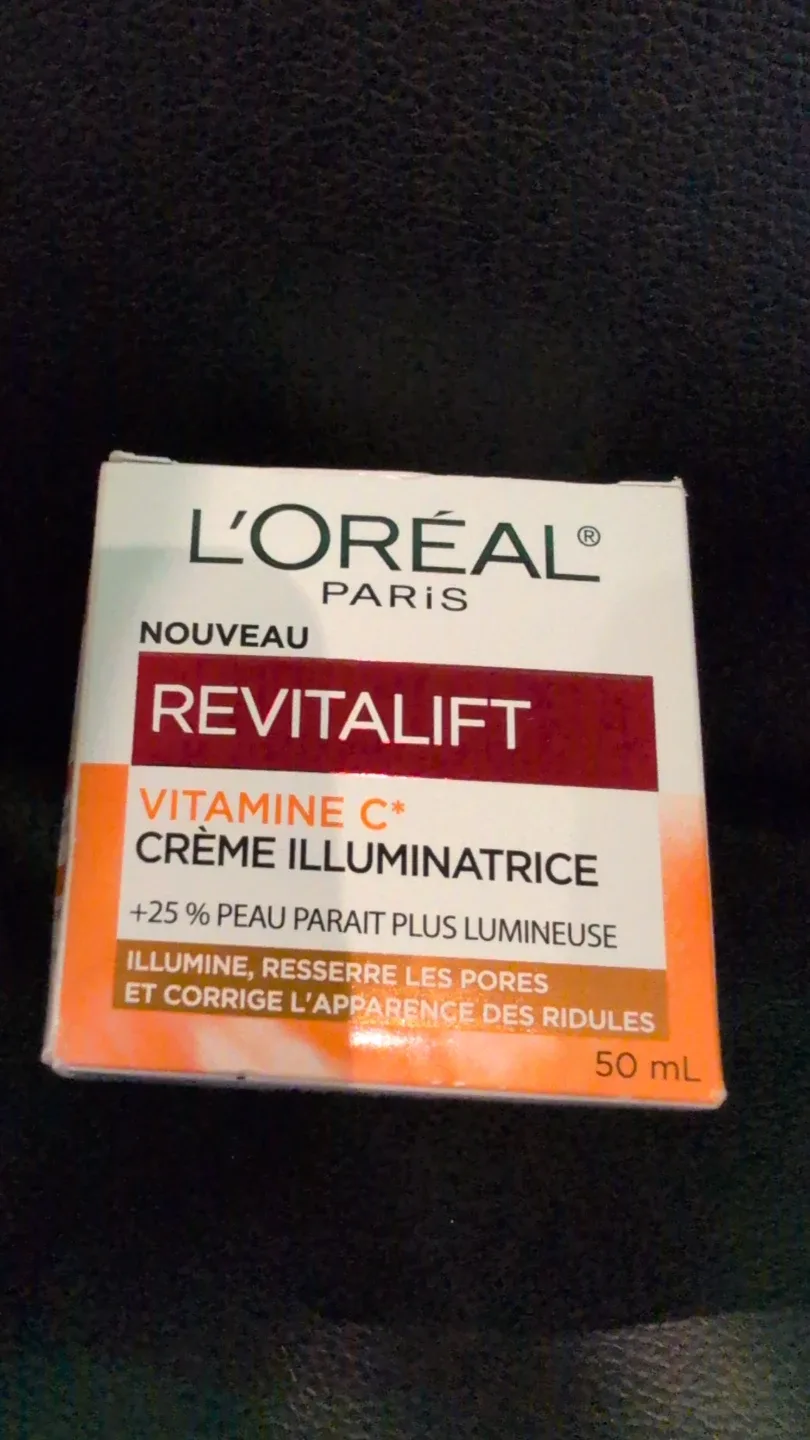 L'ORÉAL®
PARiS
NOUVEAU
REVITALIFT
VITAMINE C*
CRÈME ILLUMINATRICE
+25 % PEAU PARAIT PLUS LUMINEUSE
ILLUMINE, RESSERRE LES PORES
ET CORRIGE L'APPARENCE DES RIDULES
50 mL